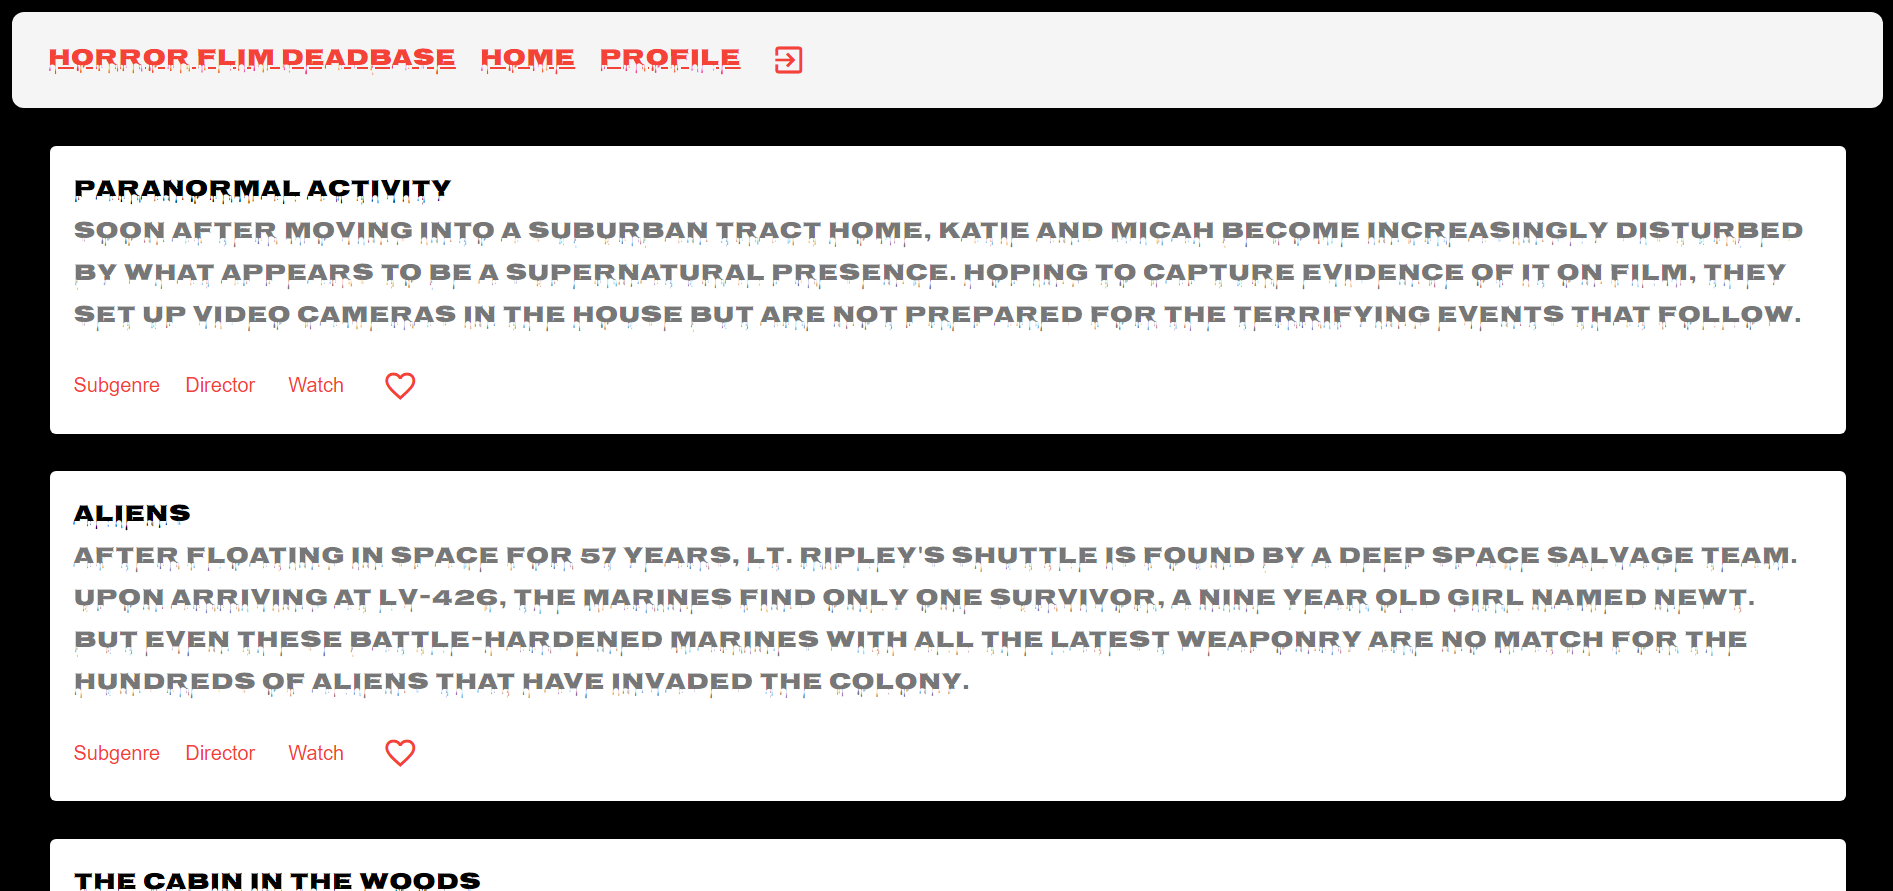 HORROR FLIM DEADBASE HOME PROFILE
PARANORMAL ACTIVITY
SOON AFTER MOVING INTO A SUBURBAN TRACT HOME, KATIE AND MICAH BECOME INCREASINGLY DISTURBED
BY WHAT APPEARS TO BE A SUPERNATURAL PRESENCE. HOPING TO CAPTURE EVIDENCE OF IT ON FILM, THEY
SET UP VIDEO CAMERAS IN THE HOUSE BUT ARE NOT PREPARED FOR THE TERRIFYING EVENTS THAT FOLLOW.
Subgenre Director Watch
ALIENS
AFTER FLOATING IN SPACE FOR 57 YEARS, LT. RIPLEY'S SHUTTLE IS FOUND BY A DEEP SPACE SALVAGE TEAM.
UPON ARRIVING AT LV-426, THE MARINES FIND ONLY ONE SURVIVOR, A NINE YEAR OLD GIRL NAMED NEWT.
BUT EVEN THESE BATTLE-HARDENED MARINES WITH ALL THE LATEST WEAPONRY ARE NO MATCH FOR THE
HUNDREDS OF ALIENS THAT HAVE INVADED THE COLONY.
Subgenre Director Watch
THE CABIN IN THE WOODS